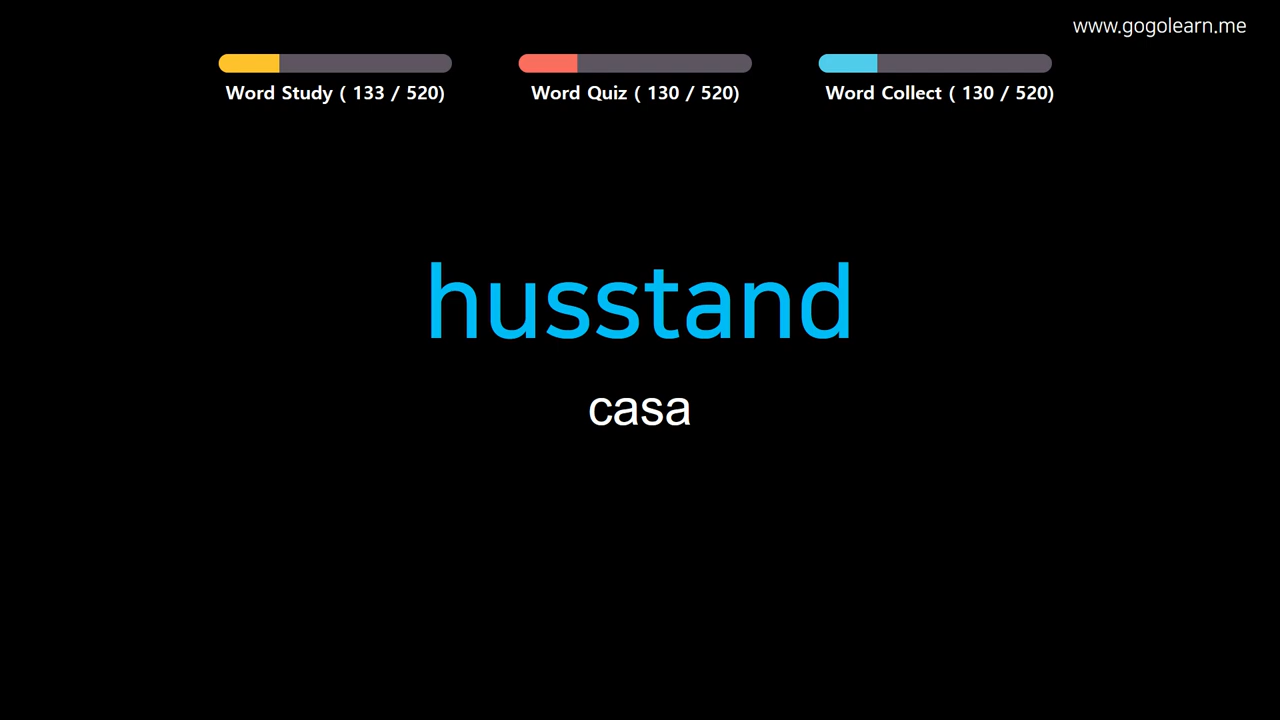 www.gogolearn.me
Word Study ( 133 / 520)
Word Quiz ( 130 / 520)
Word Collect ( 130 / 520)
husstand
casa